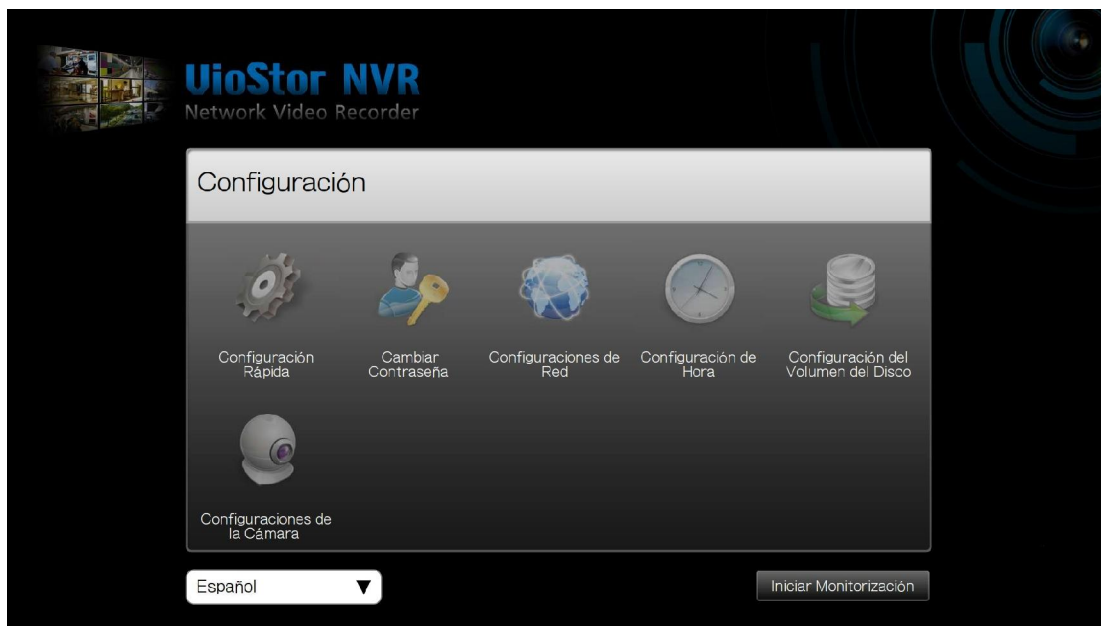 VioStor NVR
Network Video Recorder
Configuración
Configuración
Rápida
Cambiar
Contraseña
Configuraciones de
Red
Configuración de
Hora
Configuración del
Volumen del Disco
Configuraciones de
la Cámara
Español
Iniciar Monitorización